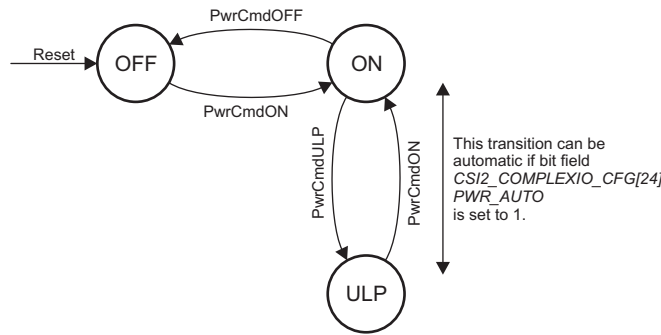 PwrCmdOFF
Reset
OFF
ON
PwrCmdON
PwrCmdULP
PwrCmdON
This transition can be
automatic if bit field
CSI2_COMPLEXIO_CFG[24]
PWR_AUTO
is set to 1.
ULP